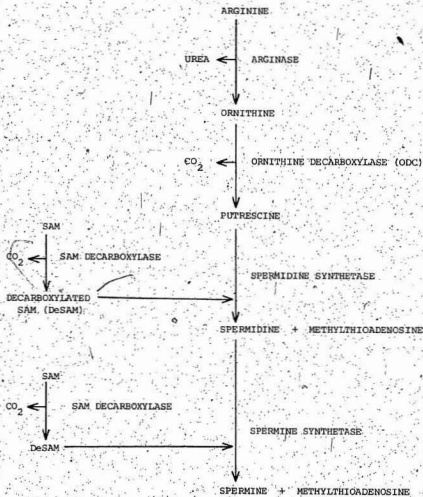 ARGININE
UREA ARGINASE
ORNITHINE
CO2 ORNITHINE DECARBOXYLASE (ODC)
PUTRESCINE
SAM
CO2 SAM DECARBOXYLASE
SPERMIDINE SYNTHETASE
DECARBOXYLATED
SAM (DeSAM)
SPERMIDINE + METHYLTHIOADENOSINE
SAM
CO2 SAM DECARBOXYLASE
SPERMINE SYNTHETASE
DeSAM
SPERMINE + METHYLTHIOADENOSINE